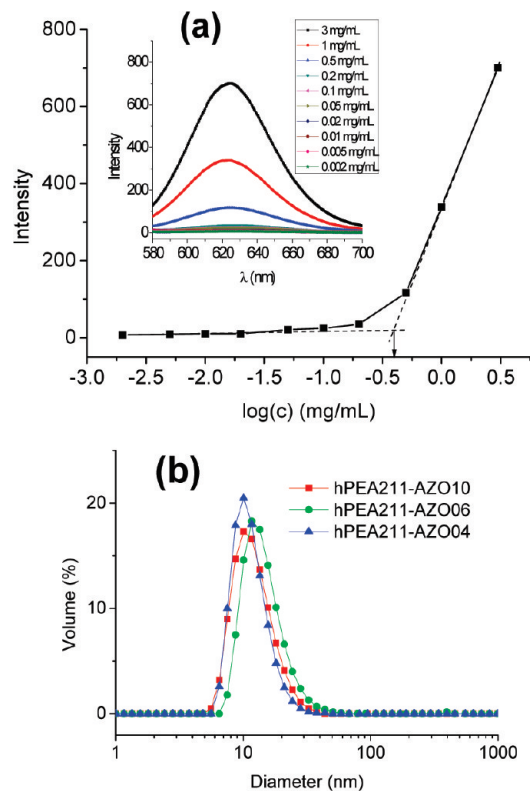 (a)
800
600
400
200
0
Intensity
-3.0 -2.5 -2.0 -1.5 -1.0 -0.5 0.0 0.5
log(c) (mg/mL)
800
600
400
200
0
Intensity
580 600 620 640 660 680 700
λ (nm)
3 mg/mL
1 mg/mL
0.5 mg/mL
0.2 mg/mL
0.1 mg/mL
0.05 mg/mL
0.02 mg/mL
0.01 mg/mL
0.005 mg/mL
0.002 mg/mL
(b)
hPEA211-AZO10
hPEA211-AZO06
hPEA211-AZO04
20
10
0
Volume (%)
1 10 100 1000
Diameter (nm)